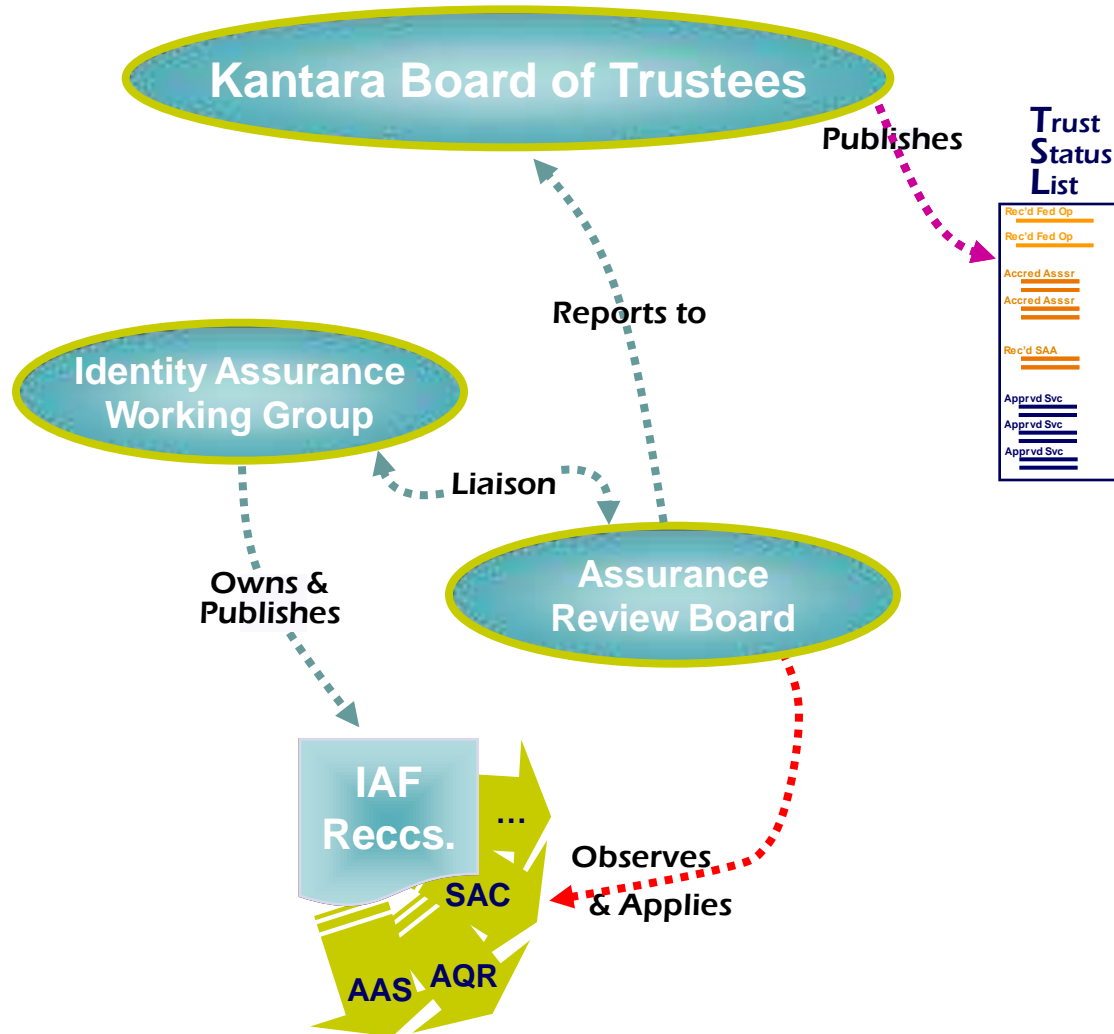 Kantara Board of Trustees
Publishes
Trust
Status
List
Rec'd Fed Op
Rec'd Fed Op
Accred Asssr
Accred Asssr
Rec'd SAA
Apprvd Svc
Apprvd Svc
Apprvd Svc
Reports to
Identity Assurance
Working Group
Liaison
Assurance
Review Board
Owns &
Publishes
IAF
Reccs.
...
SAC
AQR
AAS
Observes
& Applies